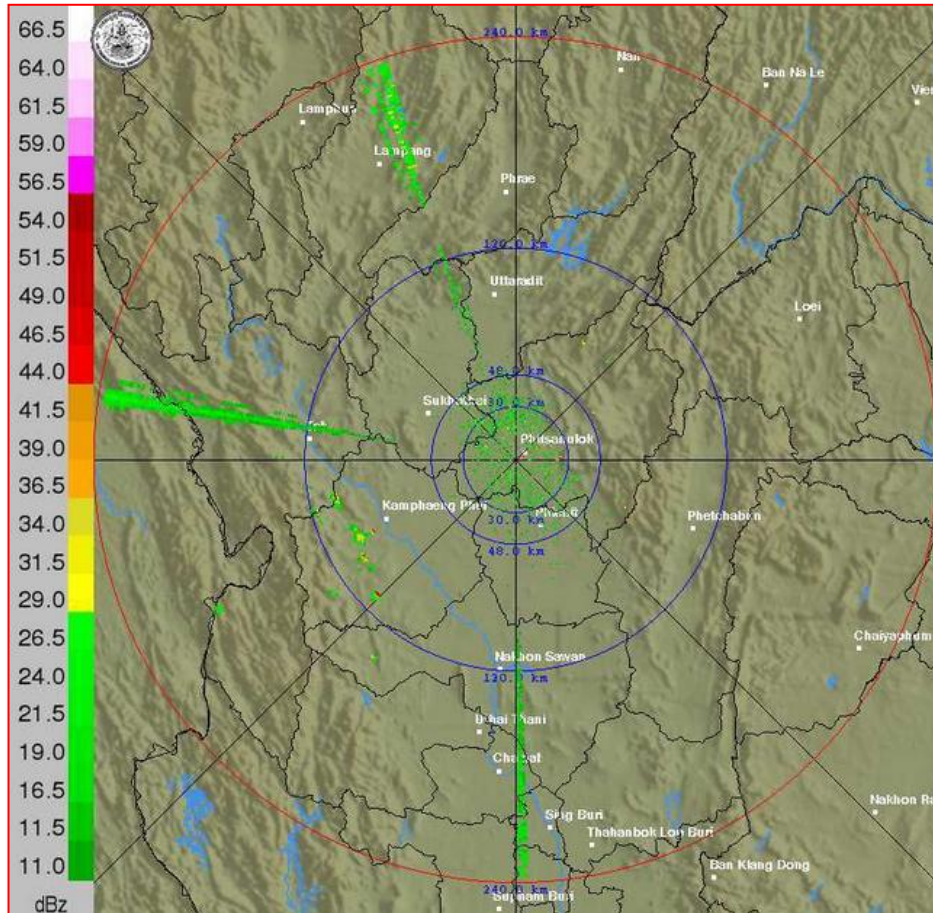 66.5
64.0
61.5
59.0
56.5
54.0
51.5
49.0
46.5
44.0
41.5
39.0
36.5
34.0
31.5
29.0
26.5
24.0
21.5
19.0
16.5
11.5
11.0
dBz
240.0 km
Nan
Ban Na Le
Lamphun
Lampang
Phrae
120.0 km
Uttaradit
Loei
48.0 km
30.0 km
Sukhothai
Phitsanulok
Kamphaeng Phet
Phichit
Phetchabun
30.0 km
48.0 km
Chaiyaphum
Nakhon Sawan
120.0 km
Uthai Thani
Chainat
Sing Buri
Nakhon Ra
Thahanbok Lop Buri
Ban Klang Dong
240.0 km
Suphan Buri